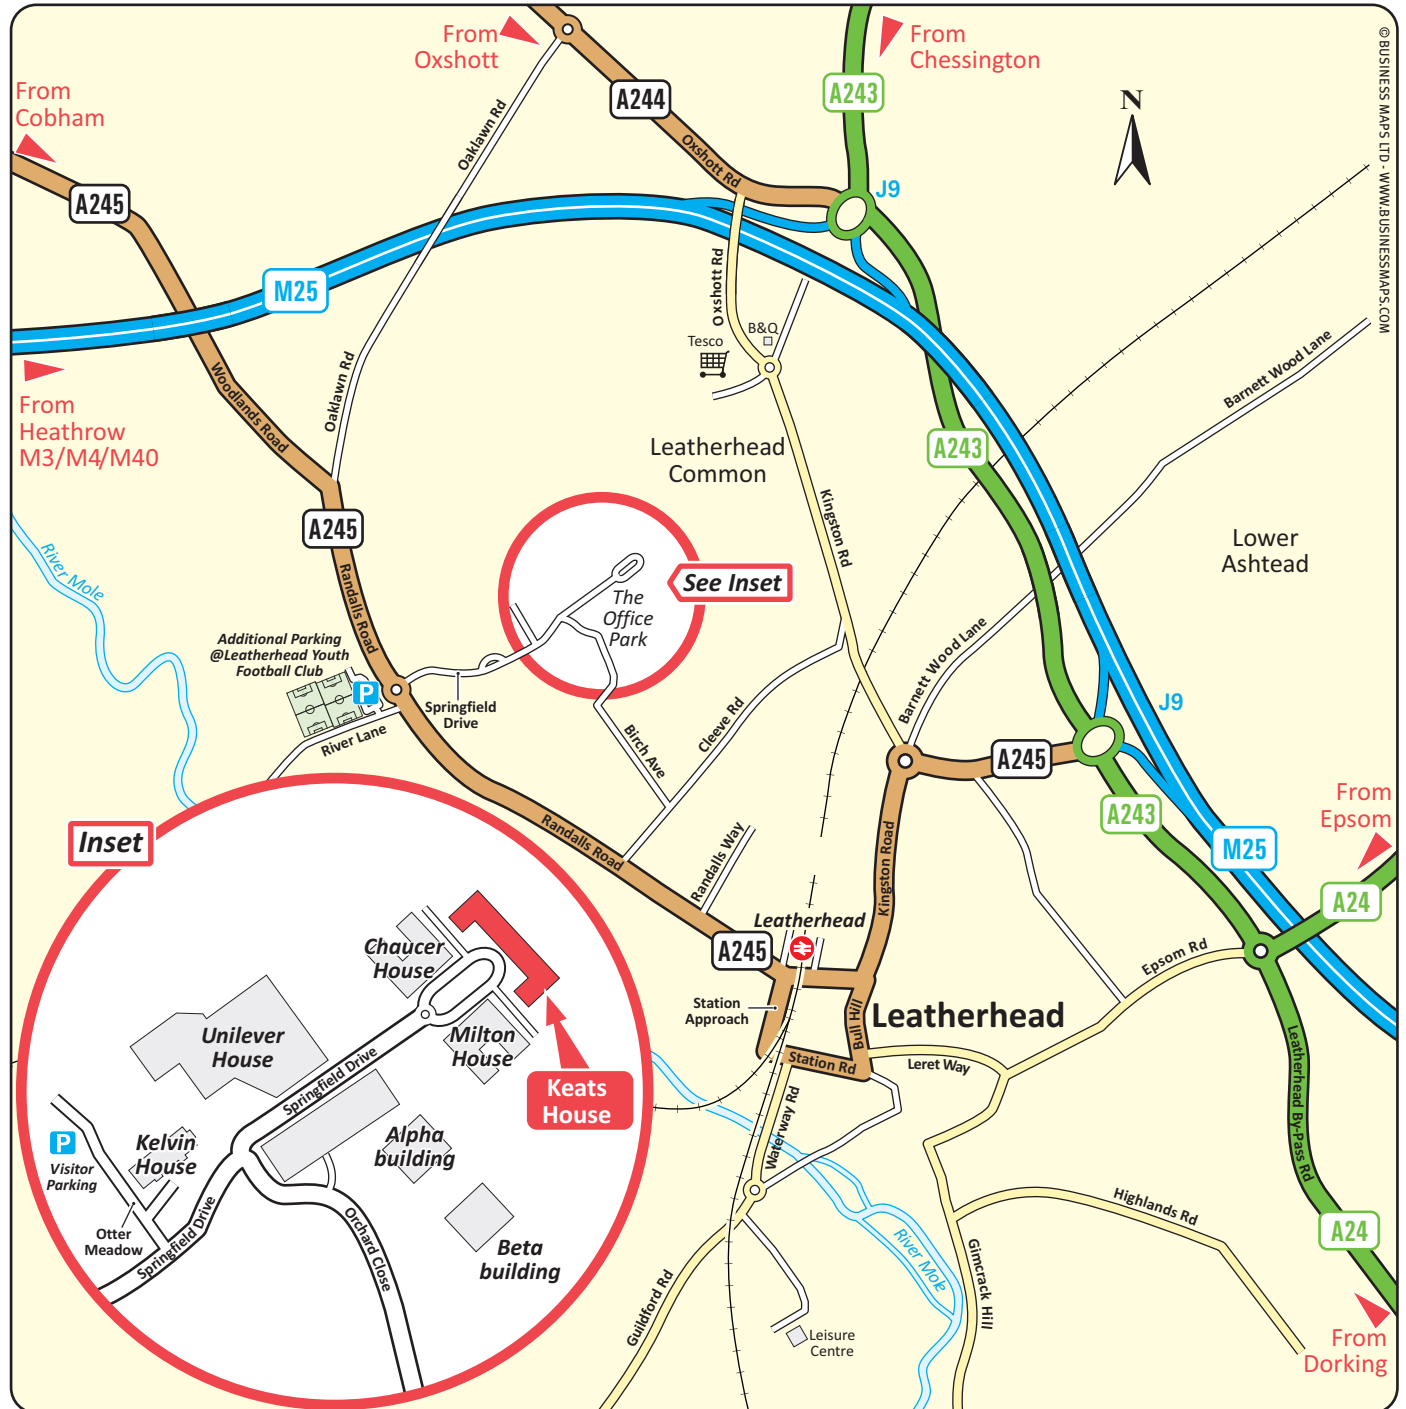 From
Oxshott
From
Chessington
From
Cobham
A244
A243
© BUSINESS MAPS LTD - WWW.BUSINESSMAPS.COM
N
Oaklawn Rd
Oxshott Rd
A245
J9
M25
Oxshott Rd
B&Q
Tesco
Barnett Wood Lane
From
Heathrow
M3/M4/M40
Woodlands Road
Oaklawn Rd
Leatherhead
Common
A243
Kingston Rd
A245
Lower
Ashtead
River Mole
Randalls Road
See Inset
The
Office
Park
Additional Parking
@Leatherhead Youth
Football Club
P
Springfield
Drive
River Lane
Birch Ave
Cleeve Rd
Barnett Wood Lane
J9
A245
A243
From
Epsom
M25
A24
Randalls Road
Randalls Way
Kingston Road
Leatherhead
A245
Station
Approach
Bull Hill
Leatherhead
Epsom Rd
Station Rd
Leret Way
Waterway Rd
Leatherhead By-Pass Rd
Highlands Rd
A24
River Mole
Gimcrack Hill
Guildford Rd
Leisure
Centre
From
Dorking
Inset
Chaucer
House
Unilever
House
Milton
House
Springfield Drive
Keats
House
P
Visitor
Parking
Kelvin
House
Alpha
building
Otter
Meadow
Springfield Drive
Orchard Close
Beta
building